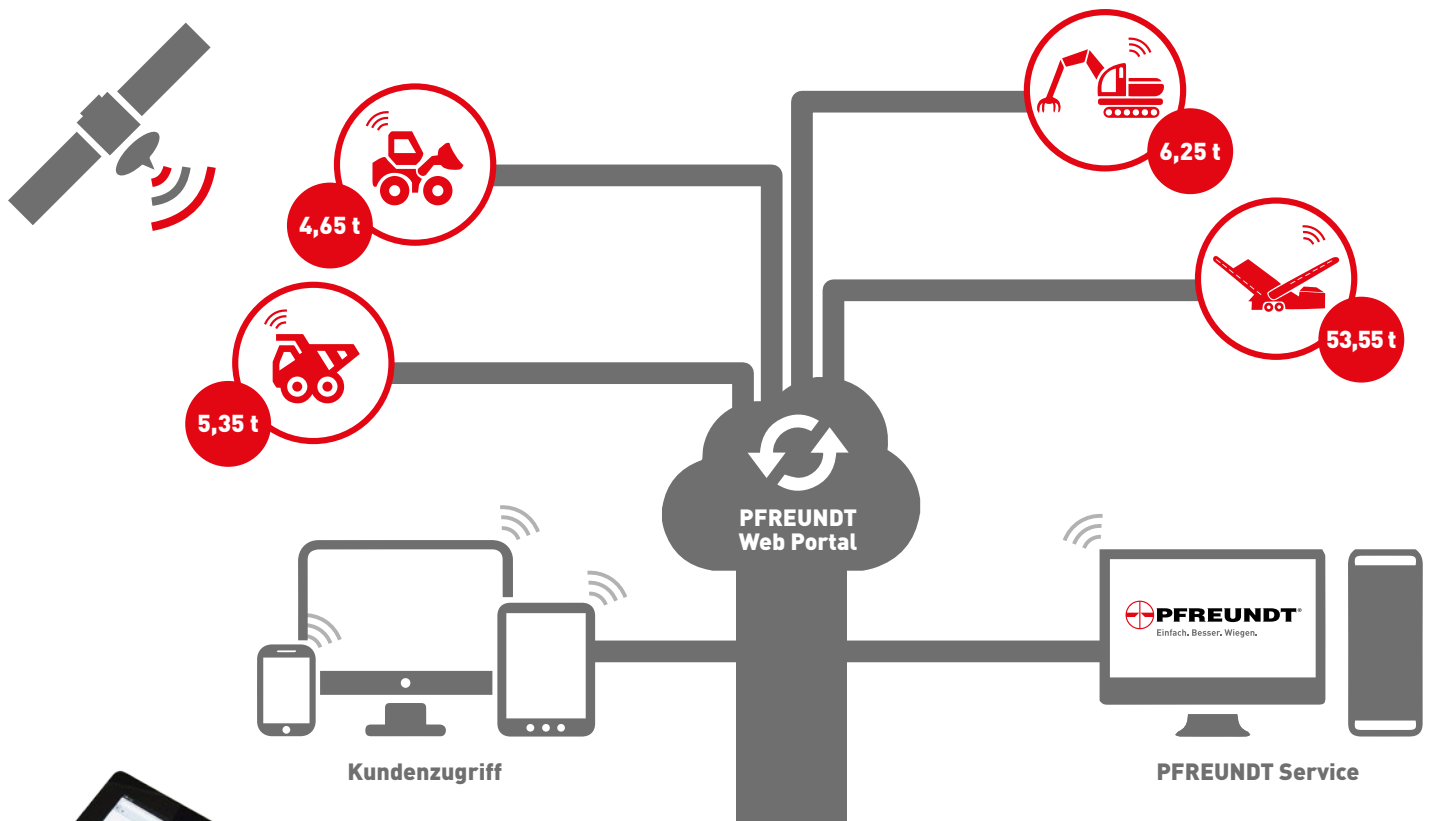 6,25 t
4,65 t
53,55 t
5,35 t
PFREUNDT
Web Portal
PFREUNDT®
Einfach. Besser. Wiegen.
Kundenzugriff
PFREUNDT Service